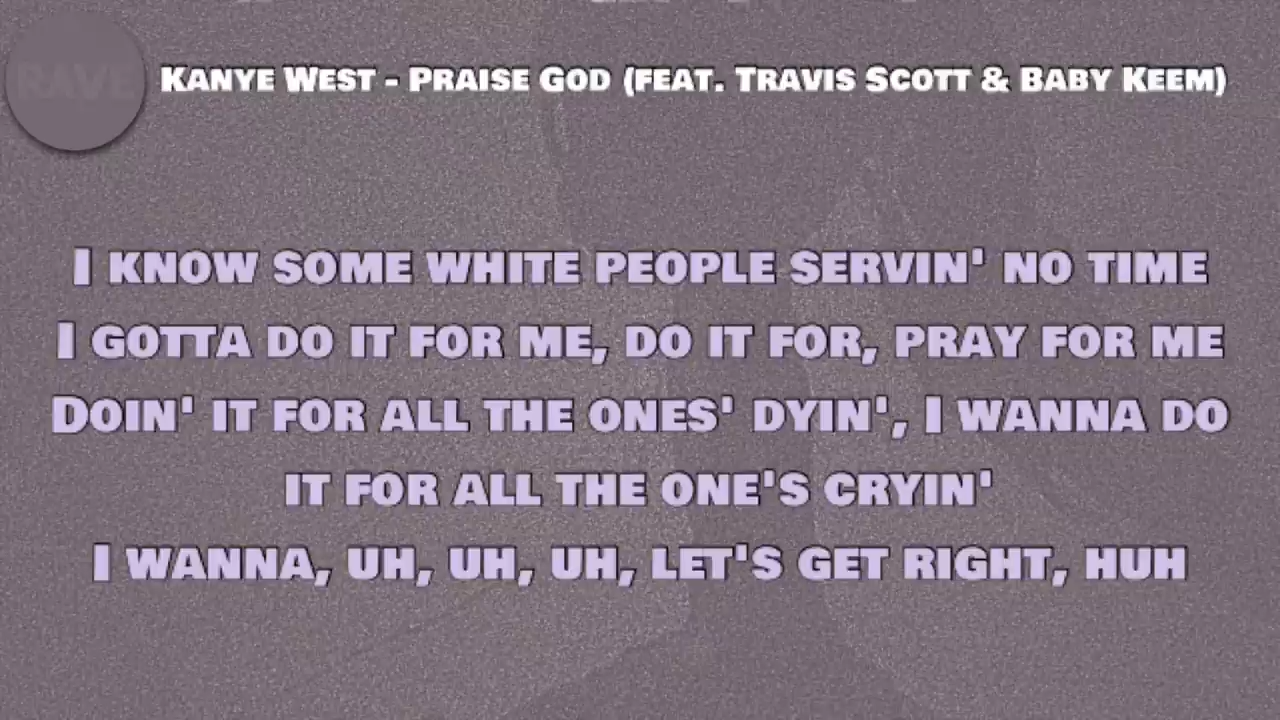 RAVE
Kanye West - Praise God (feat. Travis Scott & Baby Keem)
I know some white people servin' no time
I gotta do it for me, do it for, pray for me
Doin' it for all the ones' dyin', I wanna do
it for all the one's cryin'
I wanna, uh, uh, uh, let's get right, huh